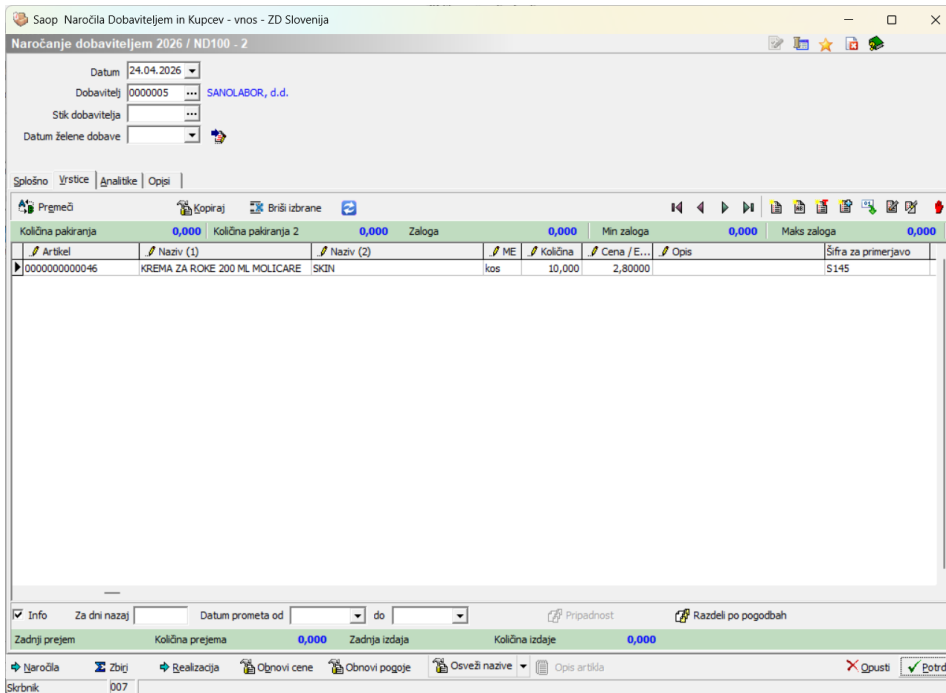 Saop Naročila Dobaviteljem in Kupcev - vnos - ZD Slovenija
Naročanje dobaviteljem 2026 / ND100 - 2
Datum 24.04.2026
Dobavitelj 0000005 ... SANOLABOR, d.d.
Stik dobavitelja ...
Datum želene dobave
Splošno Vrstice Analitike Opisi
Premeči Kopiraj Briši izbrane
Količina pakiranja 0,000 Količina pakiranja 2 0,000 Zaloga 0,000 Min zaloga 0,000 Maks zaloga 0,000
Artikel Naziv (1) Naziv (2) ME Količina Cena / E... Opis Šifra za primerjavo
0000000000046 KREMA ZA ROKE 200 ML MOLICARE SKIN kos 10,000 2,80000 S145
Info Za dni nazaj Datum prometa od do Pripadnost Razdeli po pogodbah
Zadnji prejem Količina prejema 0,000 Zadnja izdaja Količina izdaje 0,000
Naročila Zbirj Realizacija Obnovi cene Obnovi pogoje Osveži nazive Opis artikla Opusti Potrd
Skrbnik 007